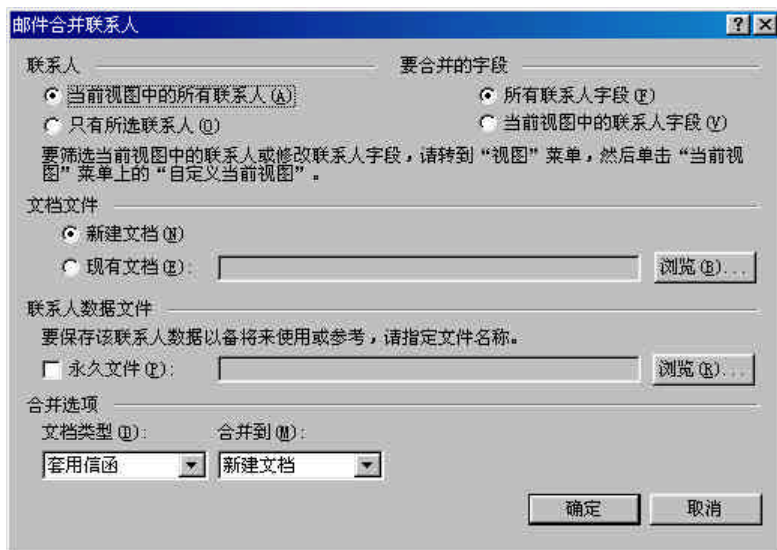 邮件合并联系人
联系人 要合并的字段
当前视图中的所有联系人(A) 所有联系人字段(F)
只有所选联系人(O) 当前视图中的联系人字段(V)
要筛选当前视图中的联系人或修改联系人字段，请转到“视图”菜单，然后单击“当前视
图”菜单上的“自定义当前视图”。
文档文件
新建文档(N)
现有文档(E): 浏览(B)...
联系人数据文件
要保存该联系人数据以备将来使用或参考，请指定文件名称。
永久文件(P): 浏览(R)...
合并选项
文档类型(D): 合并到(M):
套用信函 新建文档
确定 取消